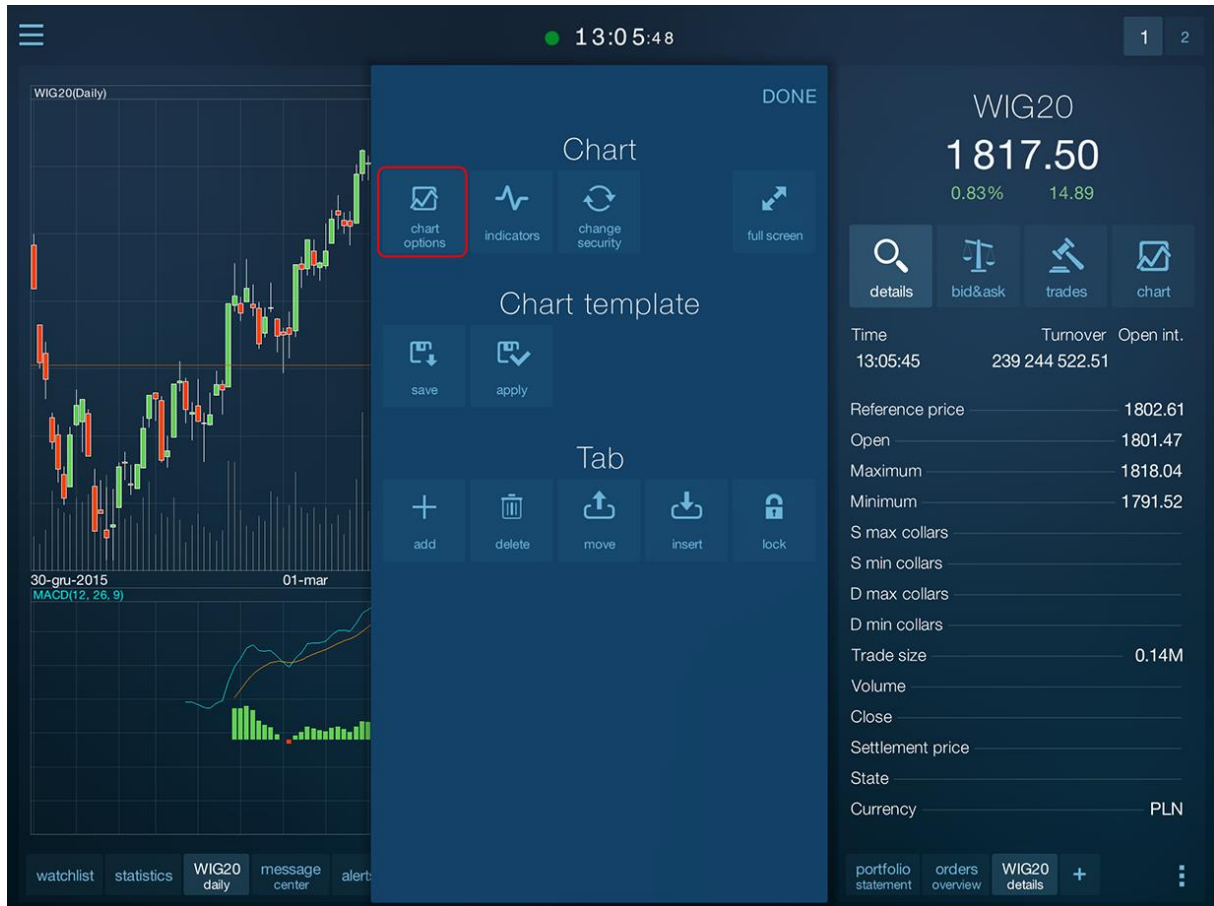 13:05:48
1 2
WIG20(Daily)
30-gru-2015 01-mar
MACD(12, 26, 9)
watchlist statistics WIG20 daily message center alerts
DONE
Chart
chart options
indicators
change security
full screen
Chart template
save apply
Tab
add delete move insert lock
WIG20
1817.50
0.83% 14.89
details bid&ask trades chart
Time Turnover Open int.
13:05:45 239 244 522.51
Reference price 1802.61
Open 1801.47
Maximum 1818.04
Minimum 1791.52
S max collars
S min collars
D max collars
D min collars
Trade size 0.14M
Volume
Close
Settlement price
State
Currency PLN
portfolio statement orders overview WIG20 details +